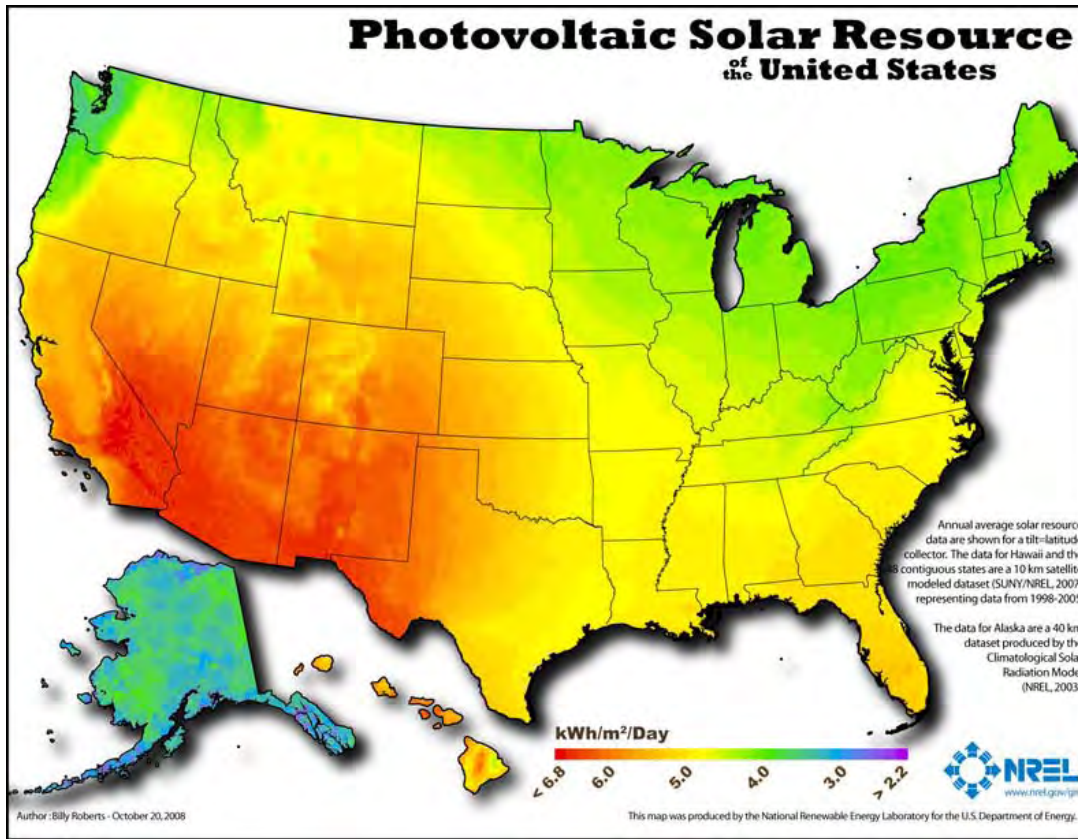 Photovoltaic Solar Resource
of the United States
Annual average solar resource
data are shown for a tilt=latitude
collector. The data for Hawaii and the
48 contiguous states are a 10 km satellite
modeled dataset (SUNY/NREL, 2007)
representing data from 1998-2005.
The data for Alaska are a 40 km
dataset produced by the
Climatological Solar
Radiation Model
(NREL, 2003).
kWh/m²/Day
< 6.8 6.0 5.0 4.0 3.0 > 2.2
NREL
www.nrel.gov/gis
Author : Billy Roberts - October 20, 2008
This map was produced by the National Renewable Energy Laboratory for the U.S. Department of Energy.